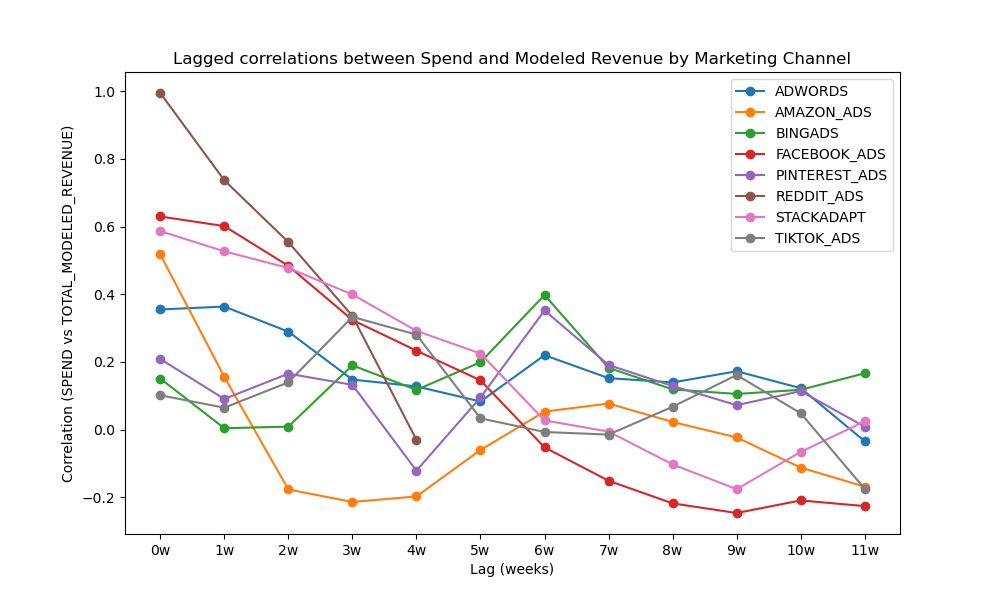 Lagged correlations between Spend and Modeled Revenue by Marketing Channel
Correlation (SPEND vs TOTAL_MODELED_REVENUE)
1.0
0.8
0.6
0.4
0.2
0.0
−0.2
ADWORDS
AMAZON_ADS
BINGADS
FACEBOOK_ADS
PINTEREST_ADS
REDDIT_ADS
STACKADAPT
TIKTOK_ADS
0w 1w 2w 3w 4w 5w 6w 7w 8w 9w 10w 11w
Lag (weeks)